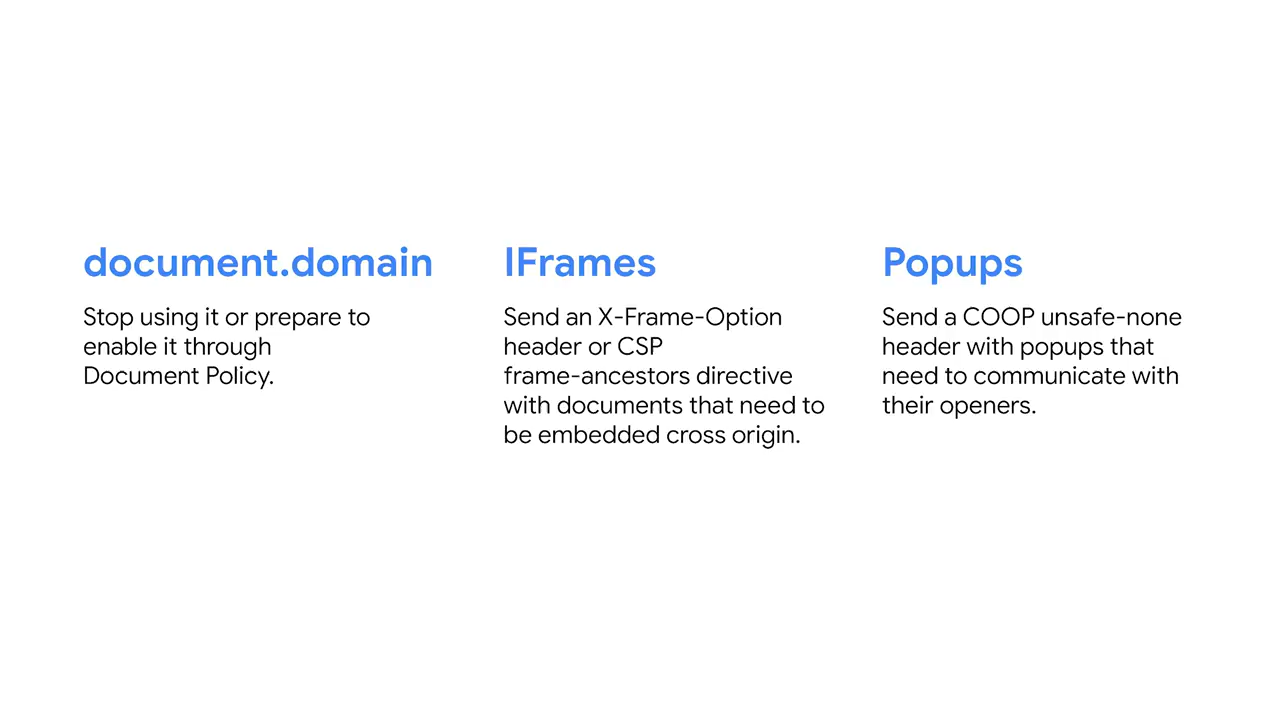 document.domain
Stop using it or prepare to
enable it through
Document Policy.
IFrames
Send an X-Frame-Option
header or CSP
frame-ancestors directive
with documents that need to
be embedded cross origin.
Popups
Send a COOP unsafe-none
header with popups that
need to communicate with
their openers.